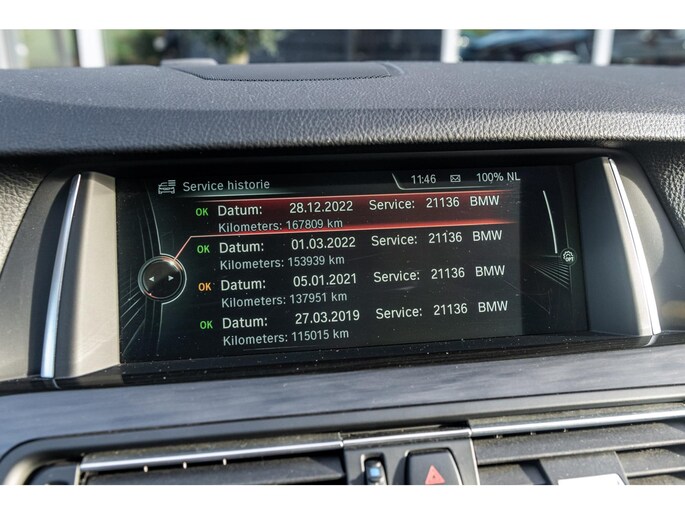 Service historie 11:46 100% NL
OK Datum: 28.12.2022 Service: 21136 BMW
Kilometers: 167809 km
OK Datum: 01.03.2022 Service: 21136 BMW
Kilometers: 153939 km
OK Datum: 05.01.2021 Service: 21136 BMW
Kilometers: 137951 km
OK Datum: 27.03.2019 Service: 21136 BMW
Kilometers: 115015 km
OFF